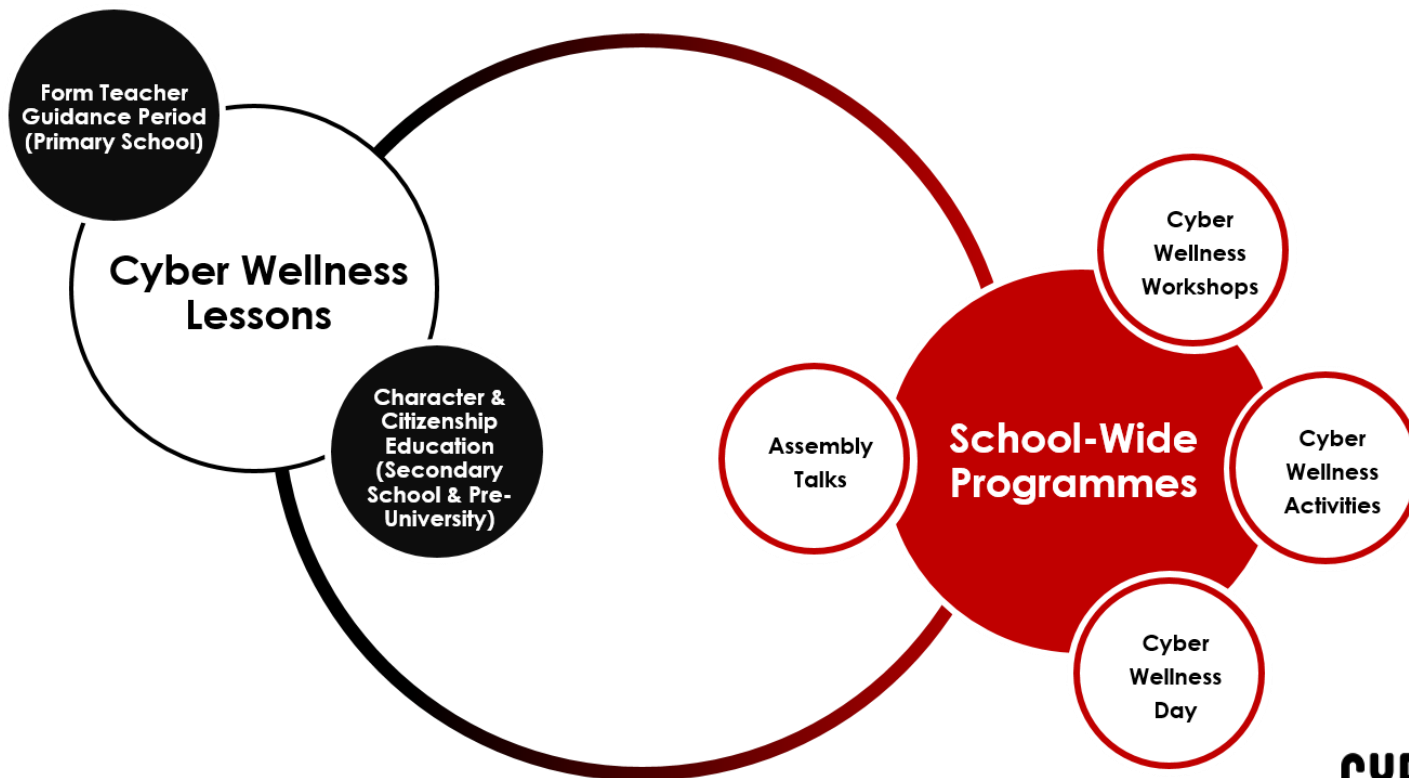 Form Teacher
Guidance Period
(Primary School)
Cyber Wellness
Lessons
Character &
Citizenship
Education
(Secondary
School & Pre-
University)
Cyber
Wellness
Workshops
Assembly
Talks
School-Wide
Programmes
Cyber
Wellness
Activities
Cyber
Wellness
Day